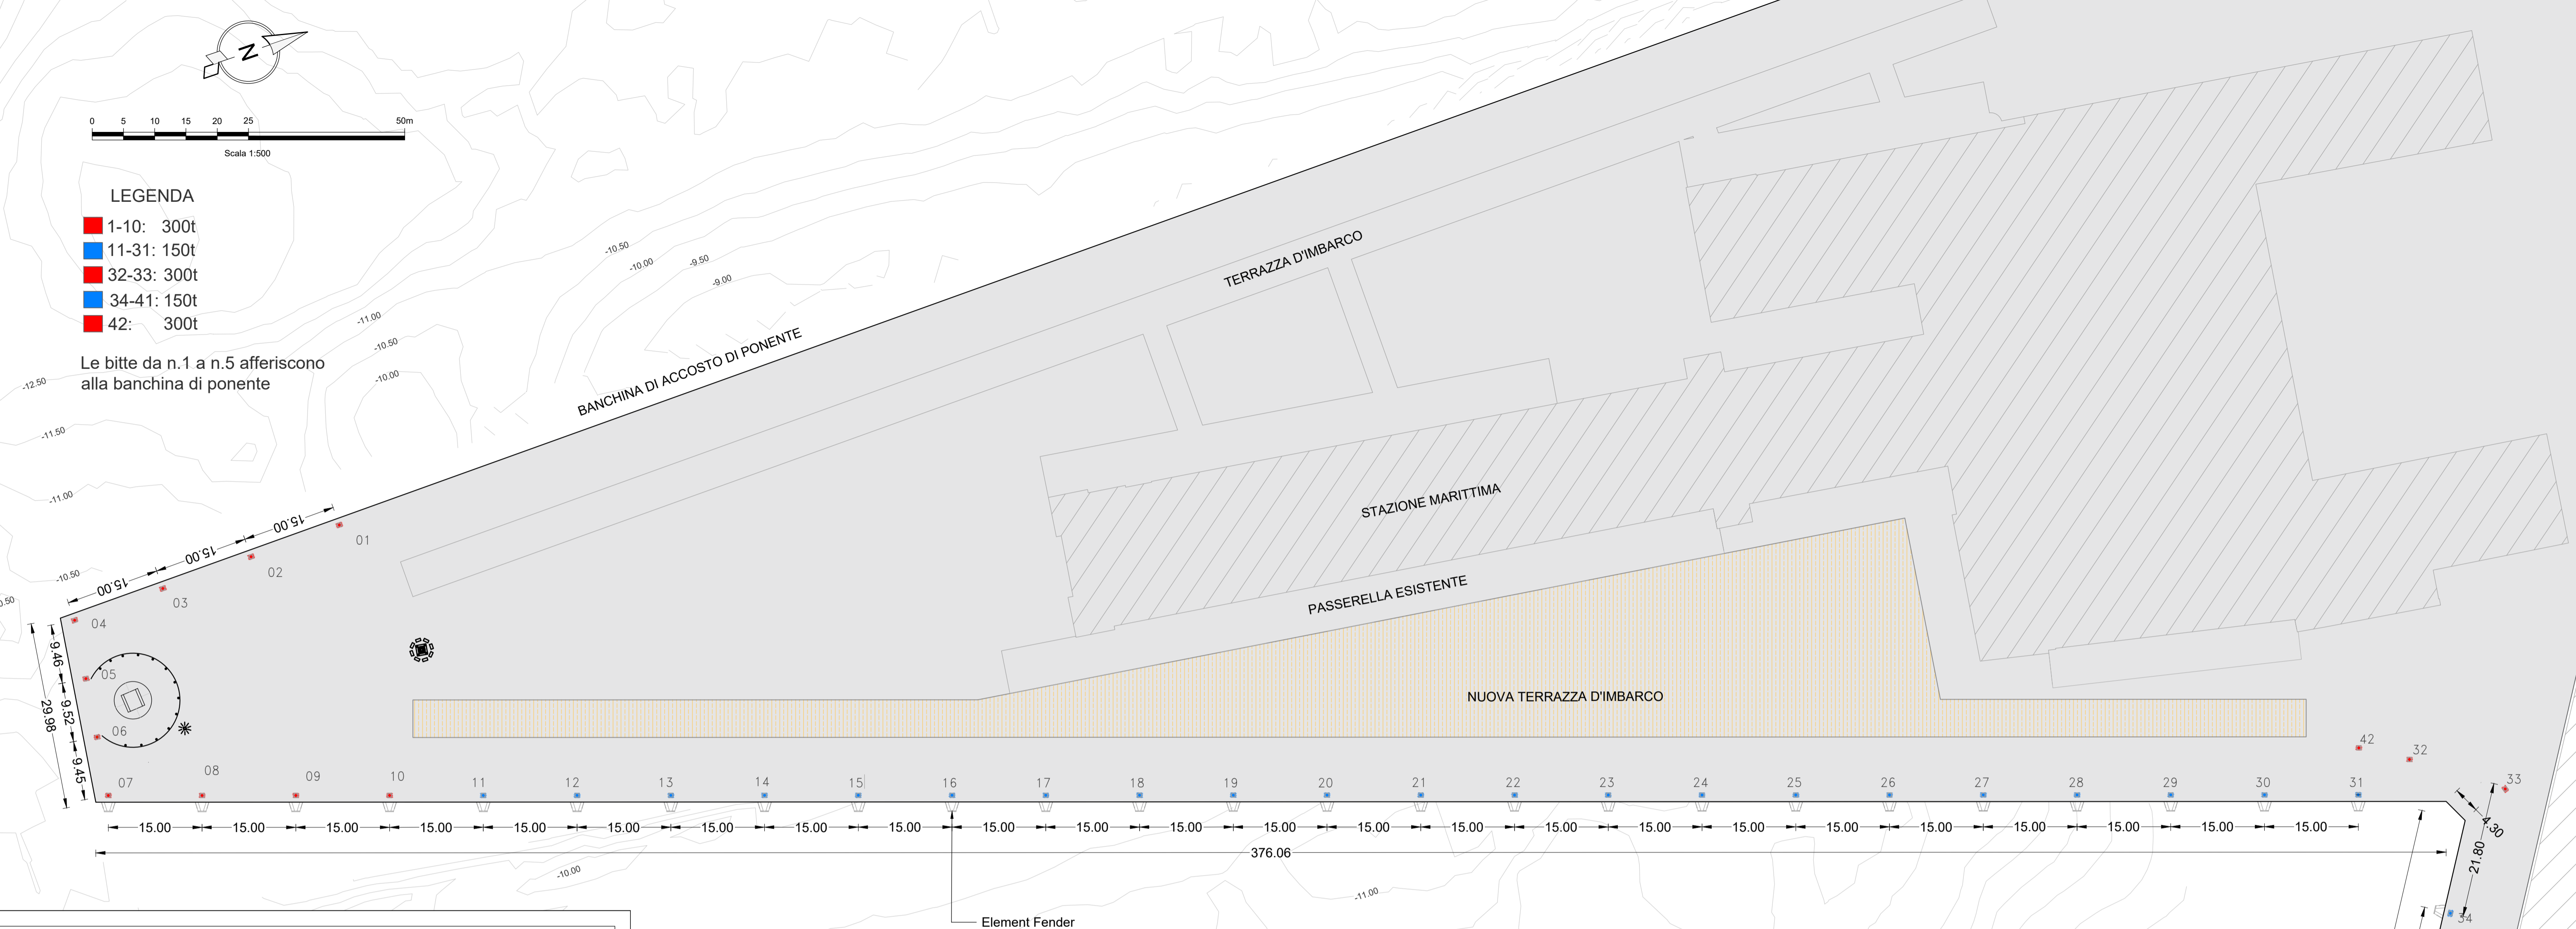 N
0 5 10 15 20 25 50m
Scala 1:500
LEGENDA
1-10: 300t
11-31: 150t
32-33: 300t
34-41: 150t
42: 300t
Le bitte da n.1 a n.5 afferiscono
alla banchina di ponente
-12.50
-11.50
-11.00
-10.50
-11.00
-10.50
-10.00
-10.50
-10.00
-9.50
-9.00
BANCHINA DI ACCOSTO DI PONENTE
TERRAZZA D'IMBARCO
STAZIONE MARITTIMA
PASSERELLA ESISTENTE
NUOVA TERRAZZA D'IMBARCO
15.00 15.00 15.00
01
02
03
04
05
06
9.46
9.52
9.45
29.98
42 32 33
07 08 09 10 11 12 13 14 15 16 17 18 19 20 21 22 23 24 25 26 27 28 29 30 31
15.00 15.00 15.00 15.00 15.00 15.00 15.00 15.00 15.00 15.00 15.00 15.00 15.00 15.00 15.00 15.00 15.00 15.00 15.00 15.00 15.00 15.00 15.00 15.00
4.30
376.06
21.80
-10.00
-11.00
Element Fender
34